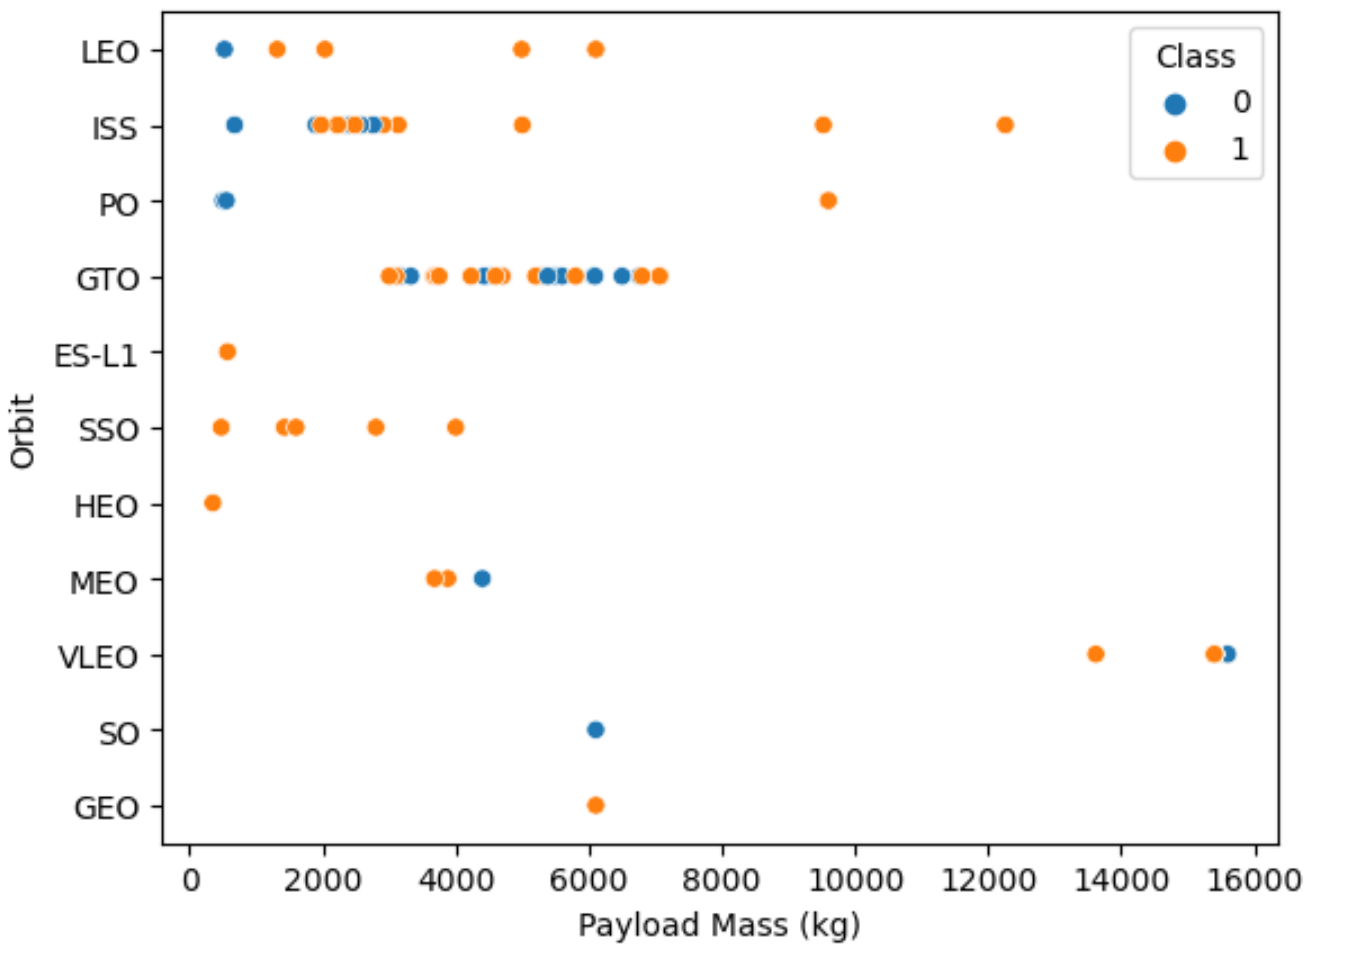 LEO
ISS
PO
GTO
ES-L1
SSO
HEO
MEO
VLEO
SO
GEO
Orbit
Class
0
1
0 2000 4000 6000 8000 10000 12000 14000 16000
Payload Mass (kg)